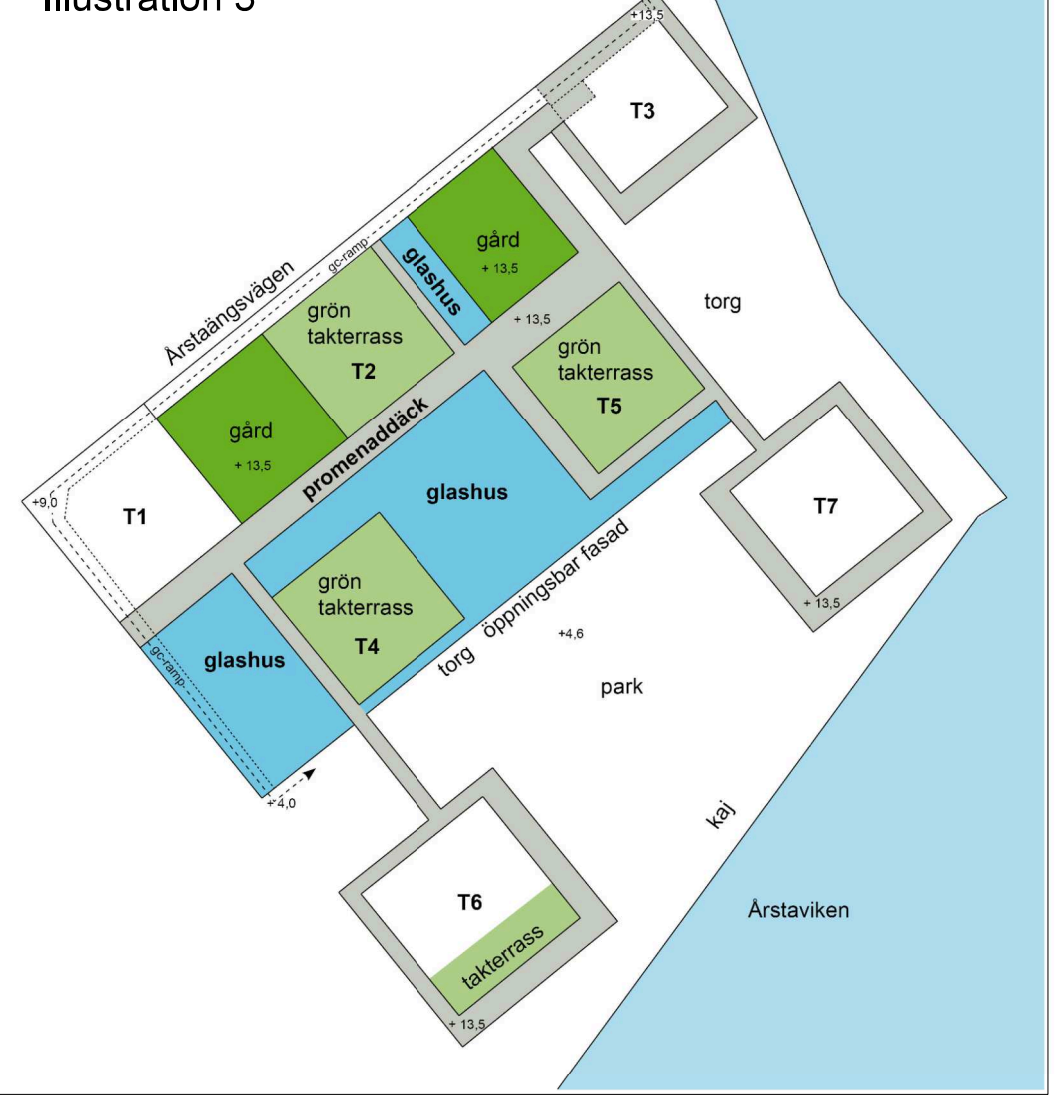 Illustration 3
+13,5
T3
gård
+ 13,5
glashus
gc-ramp
Årstaängsvägen
grön
takterrass
T2
torg
+ 13,5
grön
takterrass
T5
gård
+ 13,5
promenaddäck
glashus
+9,0
T1
T7
+ 13,5
öppningsbar fasad
torg
+4,6
grön
takterrass
T4
glashus
gc-ramp
park
+ 4,0
kaj
Årstaviken
T6
takterrass
+ 13,5